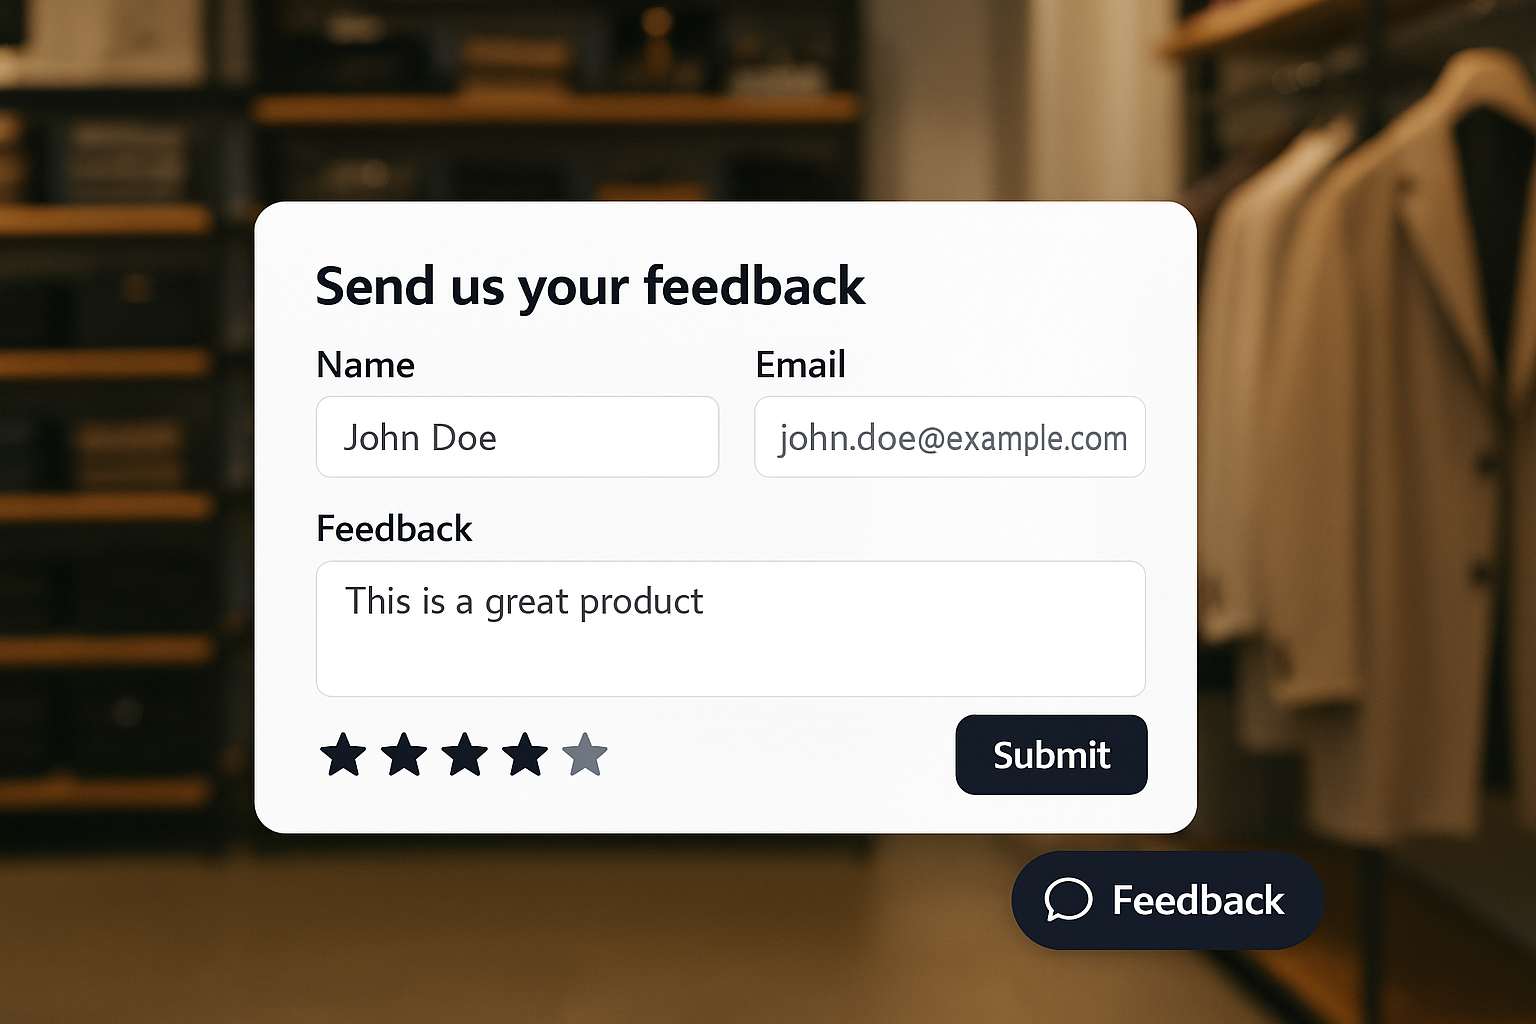 Send us your feedback
Name
Email
John Doe
john.doe@example.com
Feedback
This is a great product
Submit
Feedback